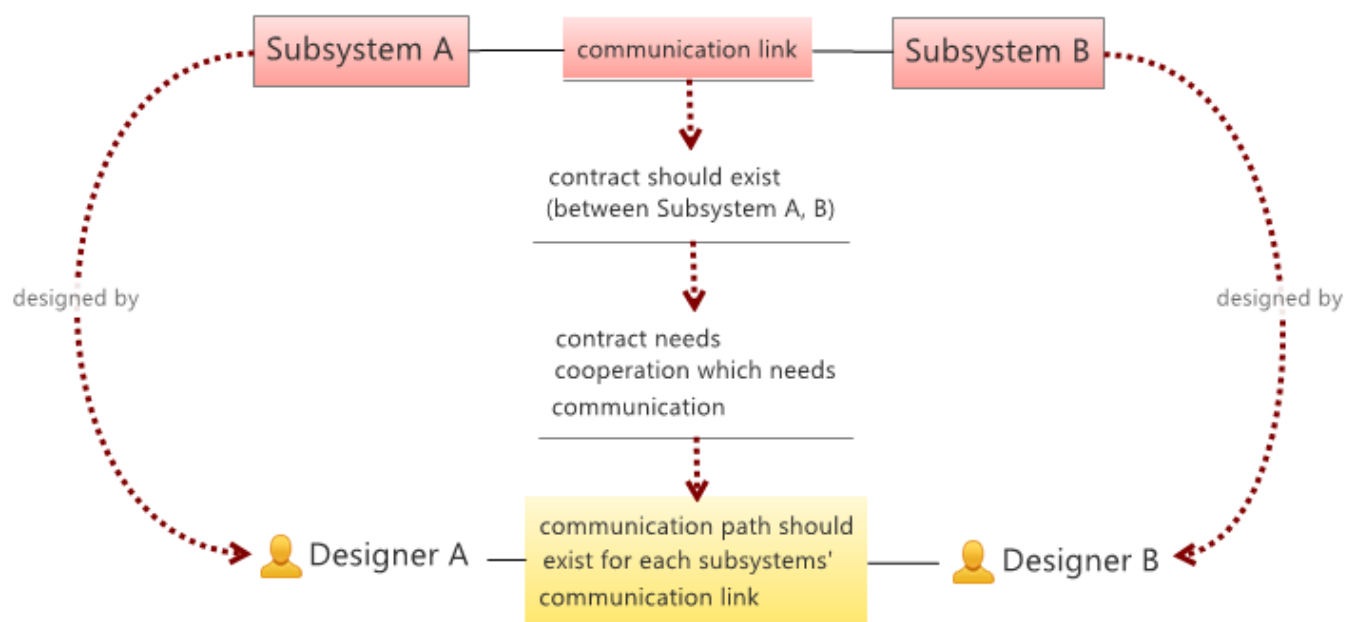 Subsystem A
communication link
Subsystem B
contract should exist
(between Subsystem A, B)
designed by
designed by
contract needs
cooperation which needs
communication
Designer A
communication path should
exist for each subsystems'
communication link
Designer B